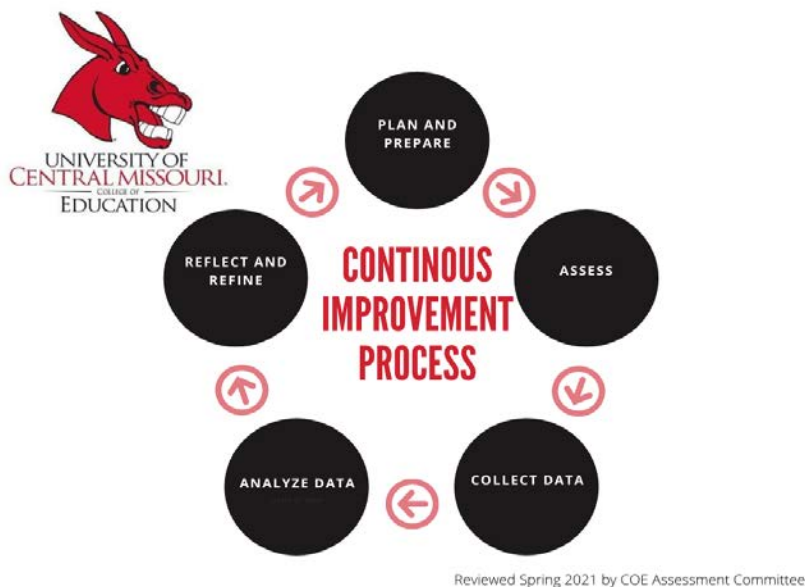 UNIVERSITY OF
CENTRAL MISSOURI.
COLLEGE OF
EDUCATION
PLAN AND
PREPARE
ASSESS
COLLECT DATA
ANALYZE DATA
REFLECT AND
REFINE
CONTINOUS
IMPROVEMENT
PROCESS
Reviewed Spring 2021 by COE Assessment Committee